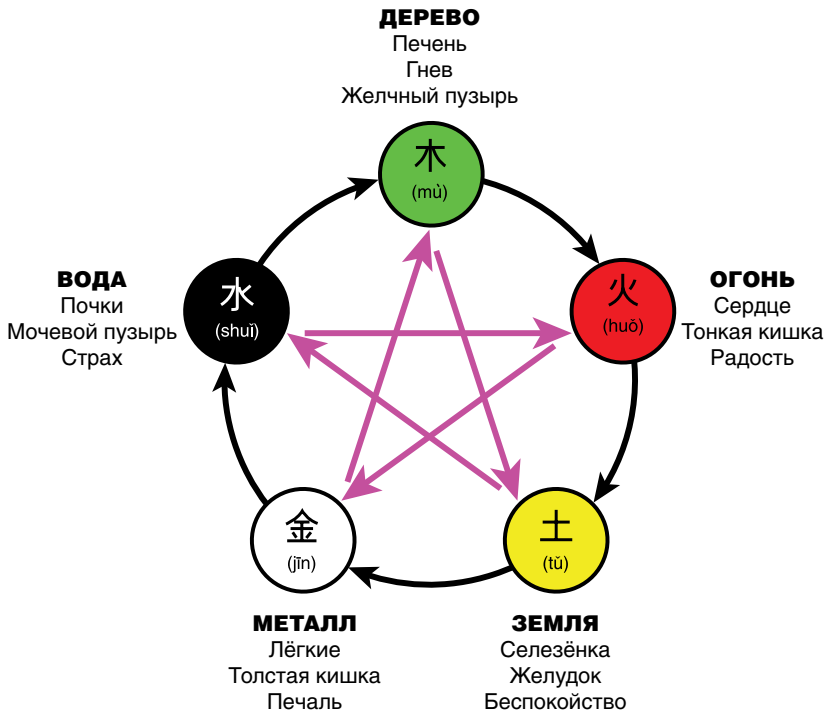 ДЕРЕВО
Печень
Гнев
Желчный пузырь
木
(mù)
ВОДА
Почки
Мочевой пузырь
Страх
水
(shuǐ)
火
(huǒ)
ОГОНЬ
Сердце
Тонкая кишка
Радость
金
(jīn)
土
(tǔ)
МЕТАЛЛ
Лёгкие
Толстая кишка
Печаль
ЗЕМЛЯ
Селезёнка
Желудок
Беспокойство